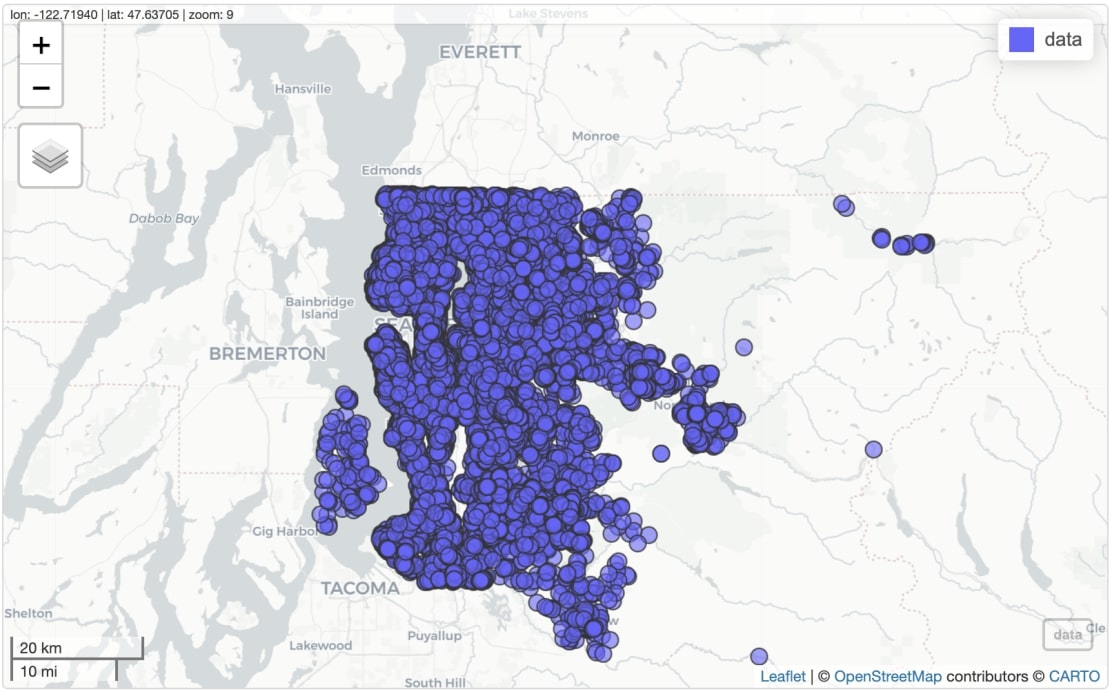 lon: -122.71940 | lat: 47.63705 | zoom: 9
Lake Stevens
+
−
data
EVERETT
Hansville
Monroe
Edmonds
Dabob Bay
Bainbridge
Island
SEA
BREMERTON
No
Gig Harbor
TACOMA
w
Shelton
Puyallup
Lakewood
data
Cle
20 km
10 mi
South Hill
Leaflet | © OpenStreetMap contributors © CARTO